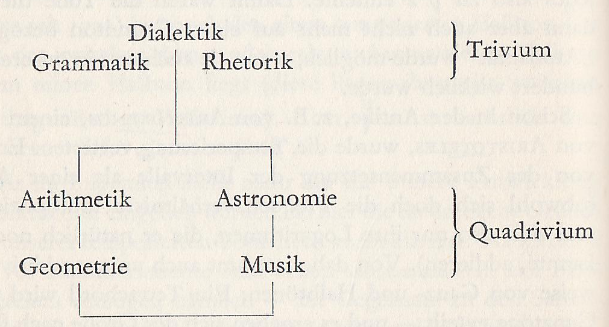 Dialektik
Grammatik Rhetorik
Trivium
Arithmetik Astronomie
Quadrivium
Geometrie Musik